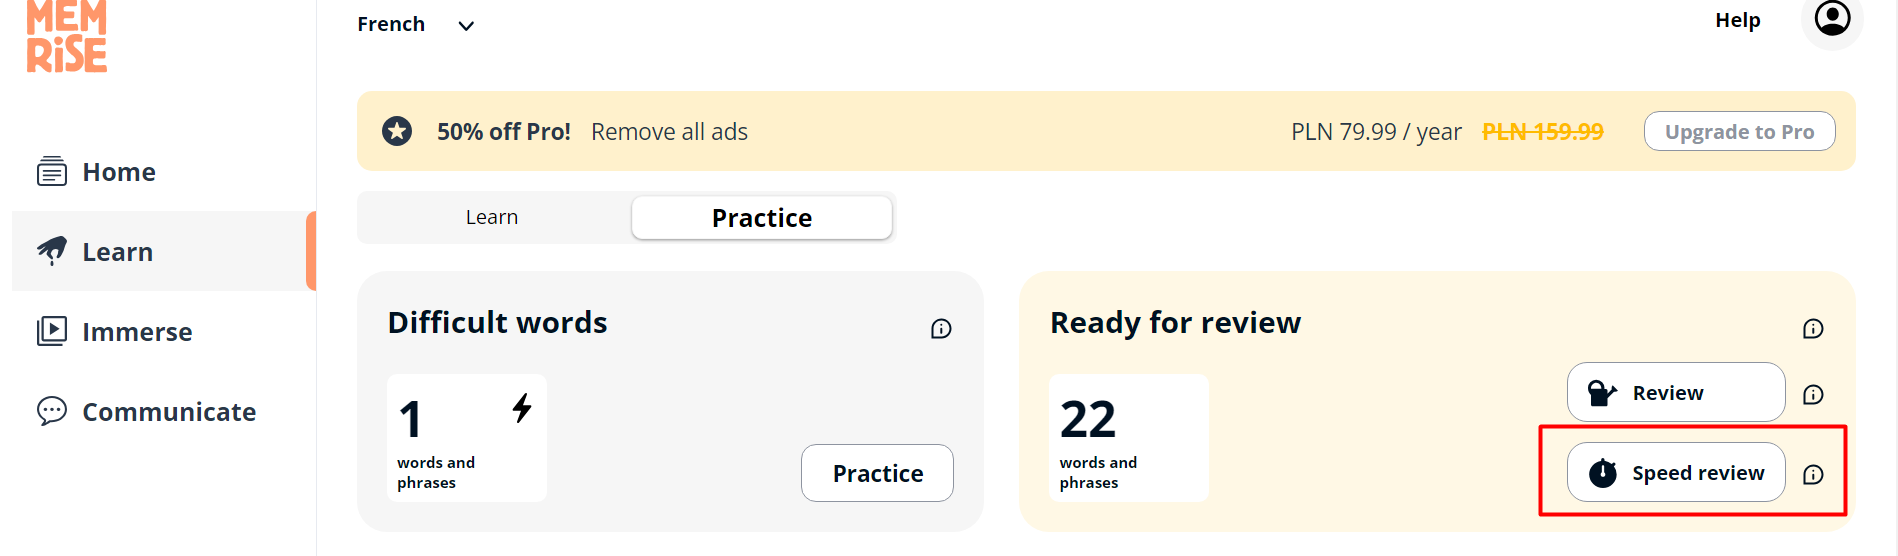 MEM
RiSE
French
Help
50% off Pro! Remove all ads PLN 79.99 / year PLN 159.99 Upgrade to Pro
Home
Learn
Immerse
Communicate
Learn Practice
Difficult words
1
words and
phrases
Practice
Ready for review
22
words and
phrases
Review
Speed review